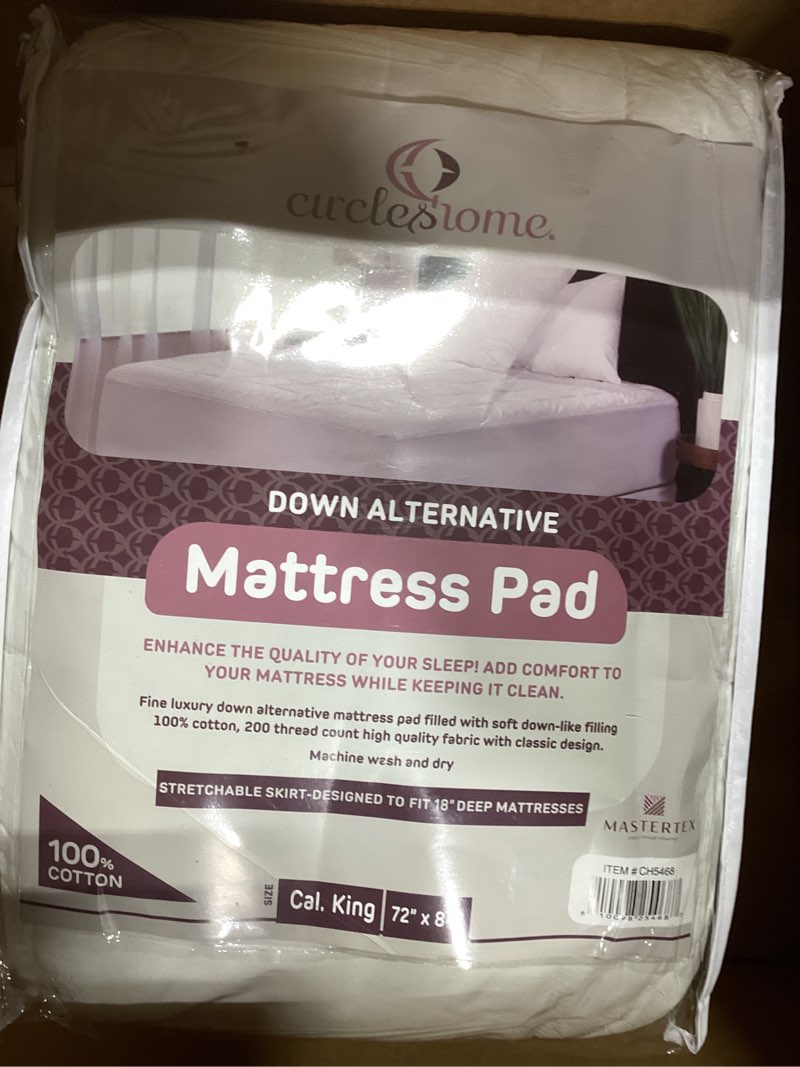 circleshome®
DOWN ALTERNATIVE
Mattress Pad
ENHANCE THE QUALITY OF YOUR SLEEP! ADD COMFORT TO
YOUR MATTRESS WHILE KEEPING IT CLEAN.
Fine luxury down alternative mattress pad filled with soft down-like filling
100% cotton, 200 thread count high quality fabric with classic design.
Machine wash and dry
STRETCHABLE SKIRT-DESIGNED TO FIT 18" DEEP MATTRESSES
MASTERTEX
100%
COTTON
ITEM # CH5468
SIZE
Cal. King
72" x 8